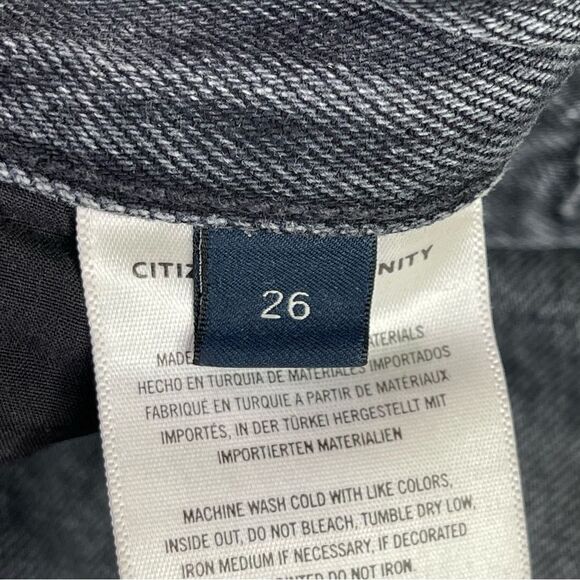 CITIZ NITY
26
MADE TERIALS
HECHO EN TURQUIA DE MATERIALES IMPORTADOS
FABRIQUÉ EN TURQUIE A PARTIR DE MATÉRIAUX
IMPORTÉS, IN DER TÜRKEI HERGESTELLT MIT
IMPORTIERTEN MATERIALIEN
MACHINE WASH COLD WITH LIKE COLORS,
INSIDE OUT, DO NOT BLEACH, TUMBLE DRY LOW,
IRON MEDIUM IF NECESSARY, IF DECORATED
DO NOT IRON.